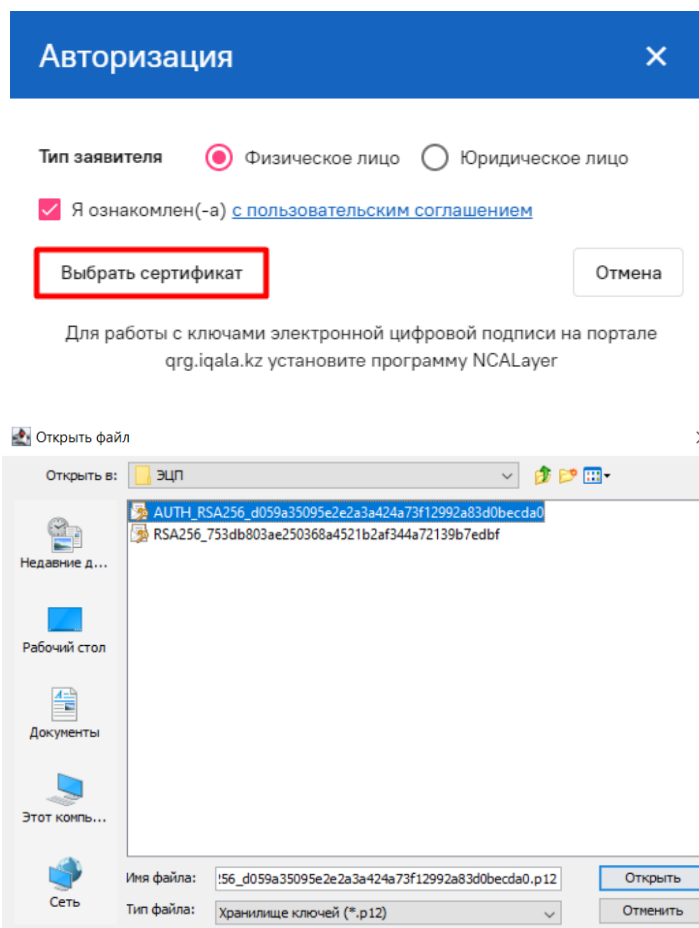 Авторизация
Тип заявителя Физическое лицо Юридическое лицо
Я ознакомлен(-а) с пользовательским соглашением
Выбрать сертификат Отмена
Для работы с ключами электронной цифровой подписи на портале
qrg.iqala.kz установите программу NCALayer
Открыть файл
Открыть в: ЭЦП
AUTH_RSA256_d059a35095e2e2a3a424a73f12992a83d0becda0
RSA256_753db803ae250368a4521b2af344a72139b7edbf
Недавние д...
Рабочий стол
Документы
Этот компь...
Сеть
Имя файла: !56_d059a35095e2e2a3a424a73f12992a83d0becda0.p12 Открыть
Тип файла: Хранилище ключей (*.p12) Отменить